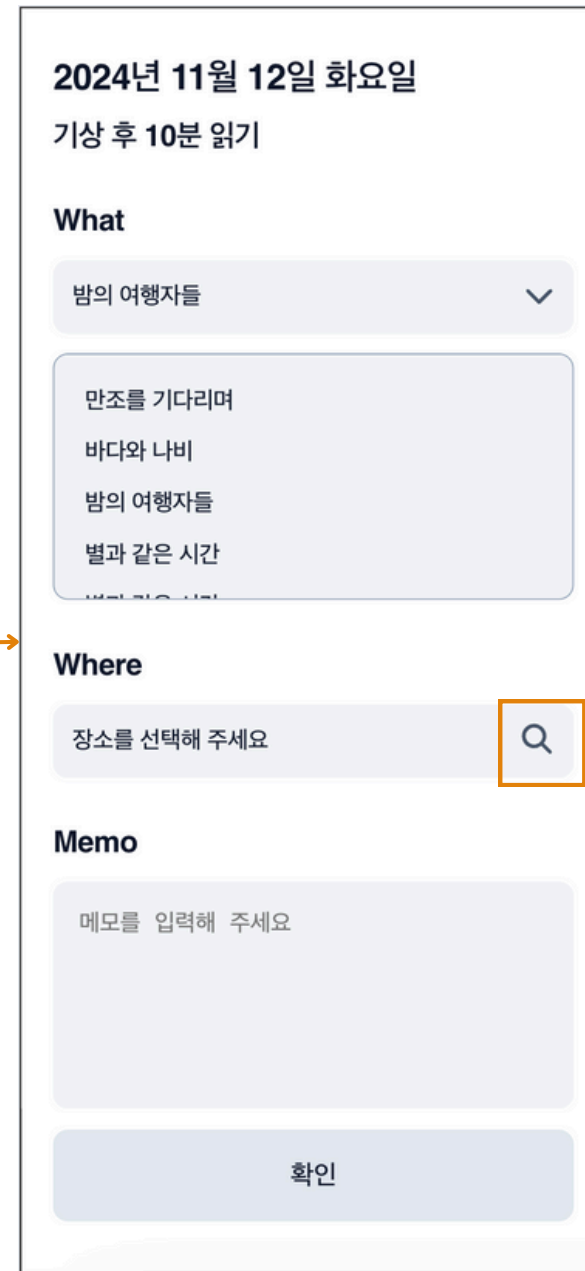 2024년 11월 12일 화요일
기상 후 10분 읽기
What
밤의 여행자들
만조를 기다리며
바다와 나비
밤의 여행자들
별과 같은 시간
Where
장소를 선택해 주세요
Memo
메모를 입력해 주세요
확인